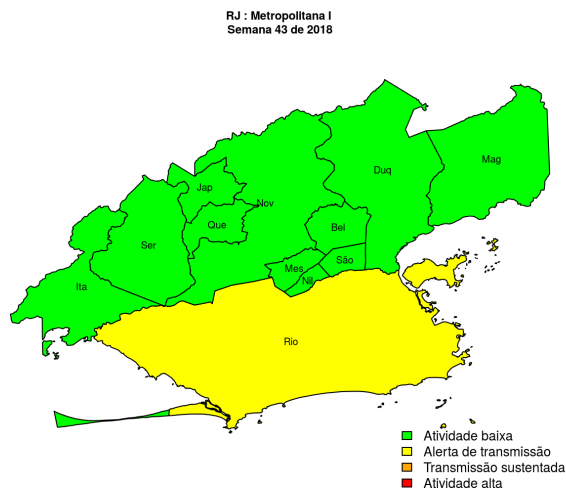 RJ : Metropolitana I
Semana 43 de 2018
Mag
Duq
Jap
Nov
Que
Bel
Ser
São
Mes
Nil
Ita
Rio
Atividade baixa
Alerta de transmissão
Transmissão sustentada
Atividade alta